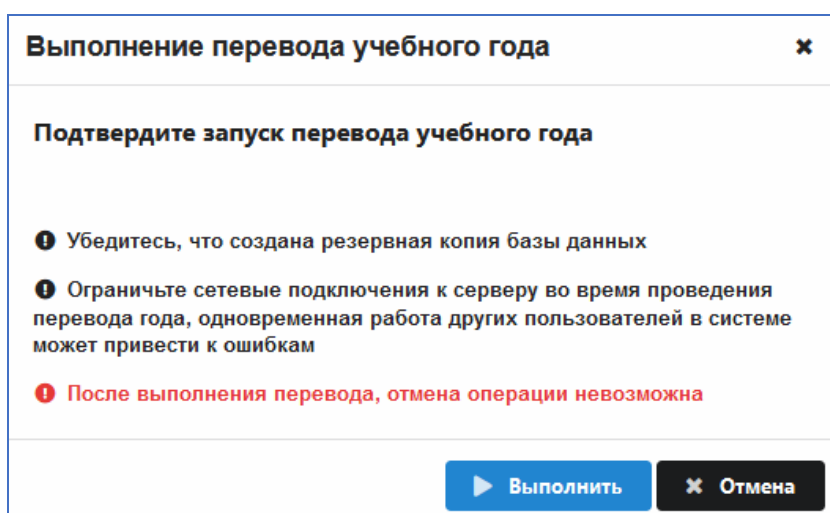 Выполнение перевода учебного года
Подтвердите запуск перевода учебного года
Убедитесь, что создана резервная копия базы данных
Ограничьте сетевые подключения к серверу во время проведения
перевода года, одновременная работа других пользователей в системе
может привести к ошибкам
После выполнения перевода, отмена операции невозможна
Выполнить
Отмена